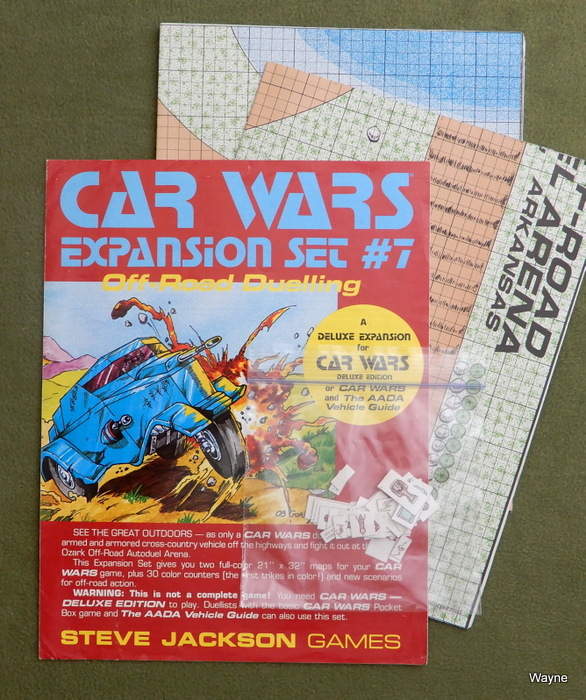 CAR WARS®
EXPANSION SET #7
Off-Road Duelling
A
DELUXE EXPANSION
for
CAR WARS
DELUXE EDITION
or CAR WARS
and The AADA
Vehicle Guide
SEE THE GREAT OUTDOORS — as only a CAR WARS
armed and armored cross-country vehicle off the highways and fight it out at
Ozark Off-Road Autoduel Arena.
This Expansion Set gives you two full-color 21" x 32" maps for your CAR
WARS game, plus 30 color counters (the first trikes in color!) and new scenarios
for off-road action.
WARNING: This is not a complete game! You need CAR WARS —
DELUXE EDITION to play. Duellists with the basic CAR WARS Pocket
Box game and The AADA Vehicle Guide can also use this set.
STEVE JACKSON GAMES
-ROAD
EL ARENA
ARKANSAS
Wayne